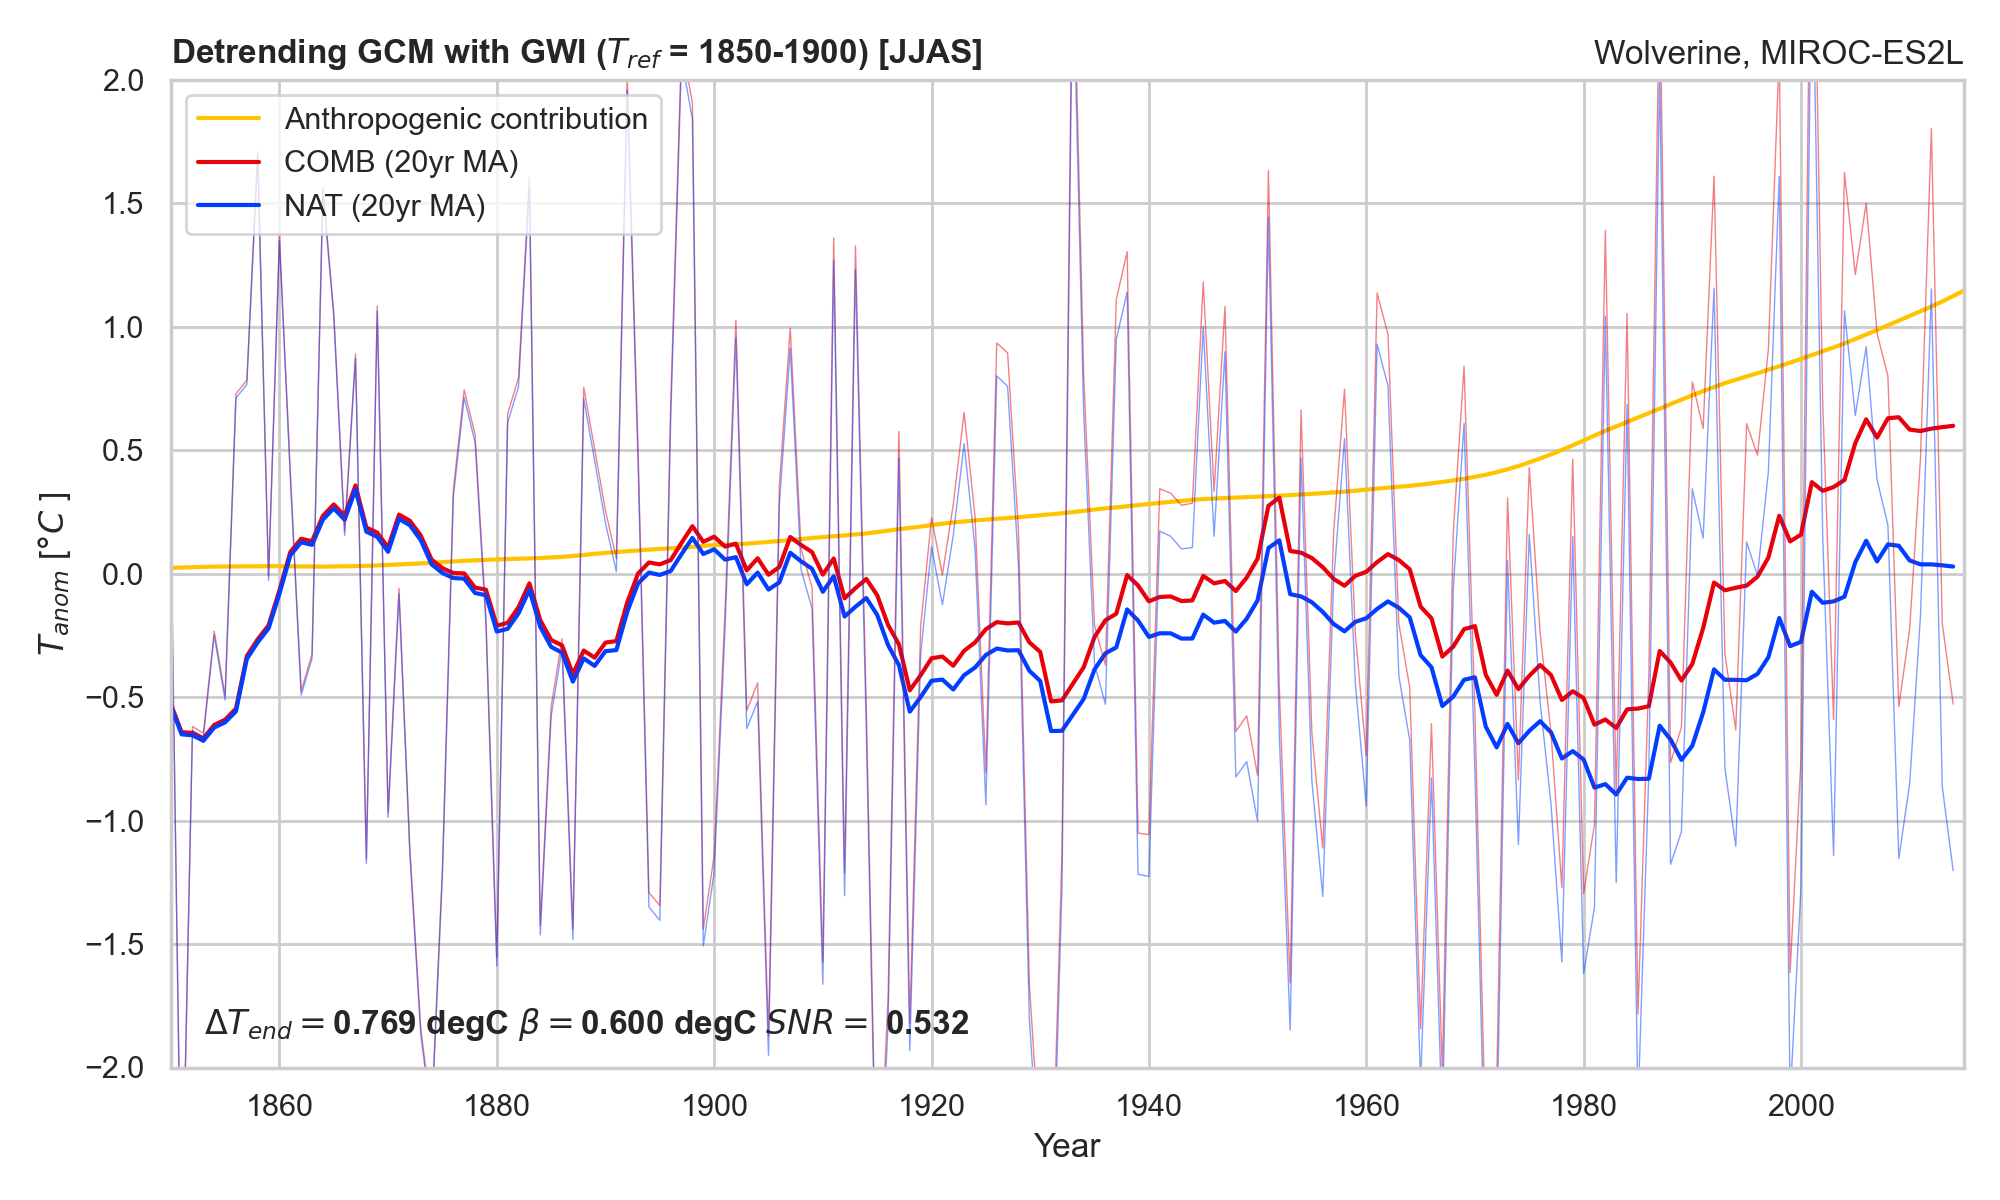 Detrending GCM with GWI (T_ref = 1850-1900) [JJAS]
Wolverine, MIROC-ES2L
Anthropogenic contribution
COMB (20yr MA)
NAT (20yr MA)
2.0
1.5
1.0
0.5
0.0
−0.5
−1.0
−1.5
−2.0
T_anom [°C]
ΔT_end = 0.769 degC β = 0.600 degC SNR = 0.532
1860 1880 1900 1920 1940 1960 1980 2000
Year